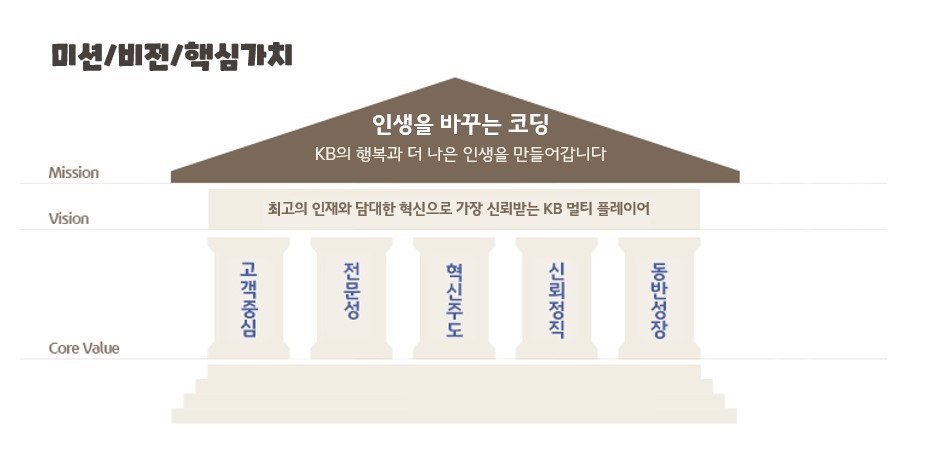 미션/비전/핵심가치
인생을 바꾸는 코딩
KB의 행복과 더 나은 인생을 만들어갑니다
Mission
최고의 인재와 담대한 혁신으로 가장 신뢰받는 KB 멀티 플레이어
Vision
고객중심
전문성
혁신주도
신뢰정직
동반성장
Core Value